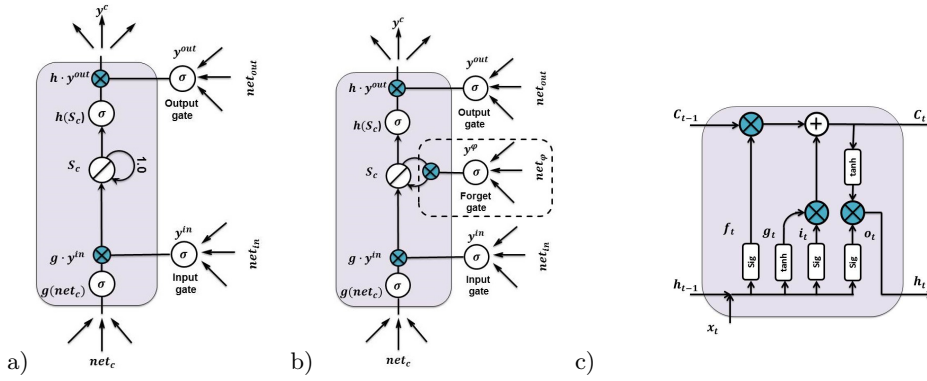 y^c
y^out
h · y^out
σ
net_out
Output
gate
h(S_c)
σ
S_c
1.0
y^in
g · y^in
σ
net_in
Input
gate
g(net_c)
σ
net_c
a)
y^c
y^out
h · y^out
σ
net_out
Output
gate
h(S_c)
σ
y^φ
S_c
σ
net_φ
Forget
gate
y^in
g · y^in
σ
net_in
Input
gate
g(net_c)
σ
net_c
b)
C_{t-1}
C_t
+
tanh
f_t
g_t
i_t
o_t
Sig
tanh
Sig
Sig
h_{t-1}
h_t
x_t
c)